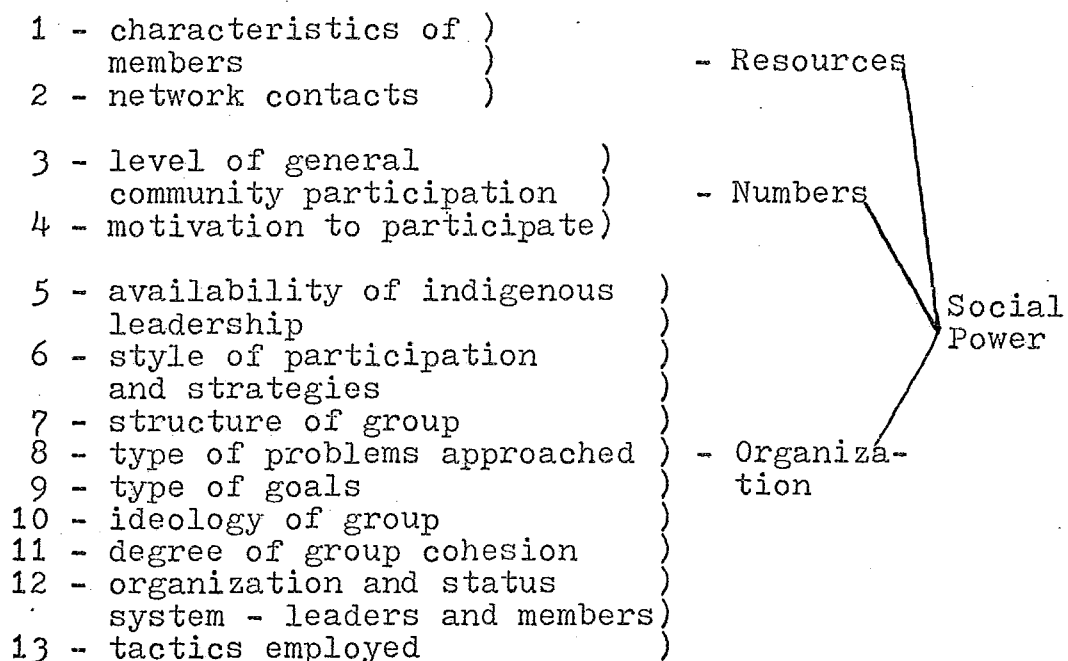 1 - characteristics of )
members ) - Resources
2 - network contacts )
3 - level of general )
community participation ) - Numbers
4 - motivation to participate)
5 - availability of indigenous )
leadership ) Social
6 - style of participation ) Power
and strategies )
7 - structure of group )
8 - type of problems approached ) - Organiza-
9 - type of goals ) tion
10 - ideology of group )
11 - degree of group cohesion )
12 - organization and status )
system - leaders and members)
13 - tactics employed )